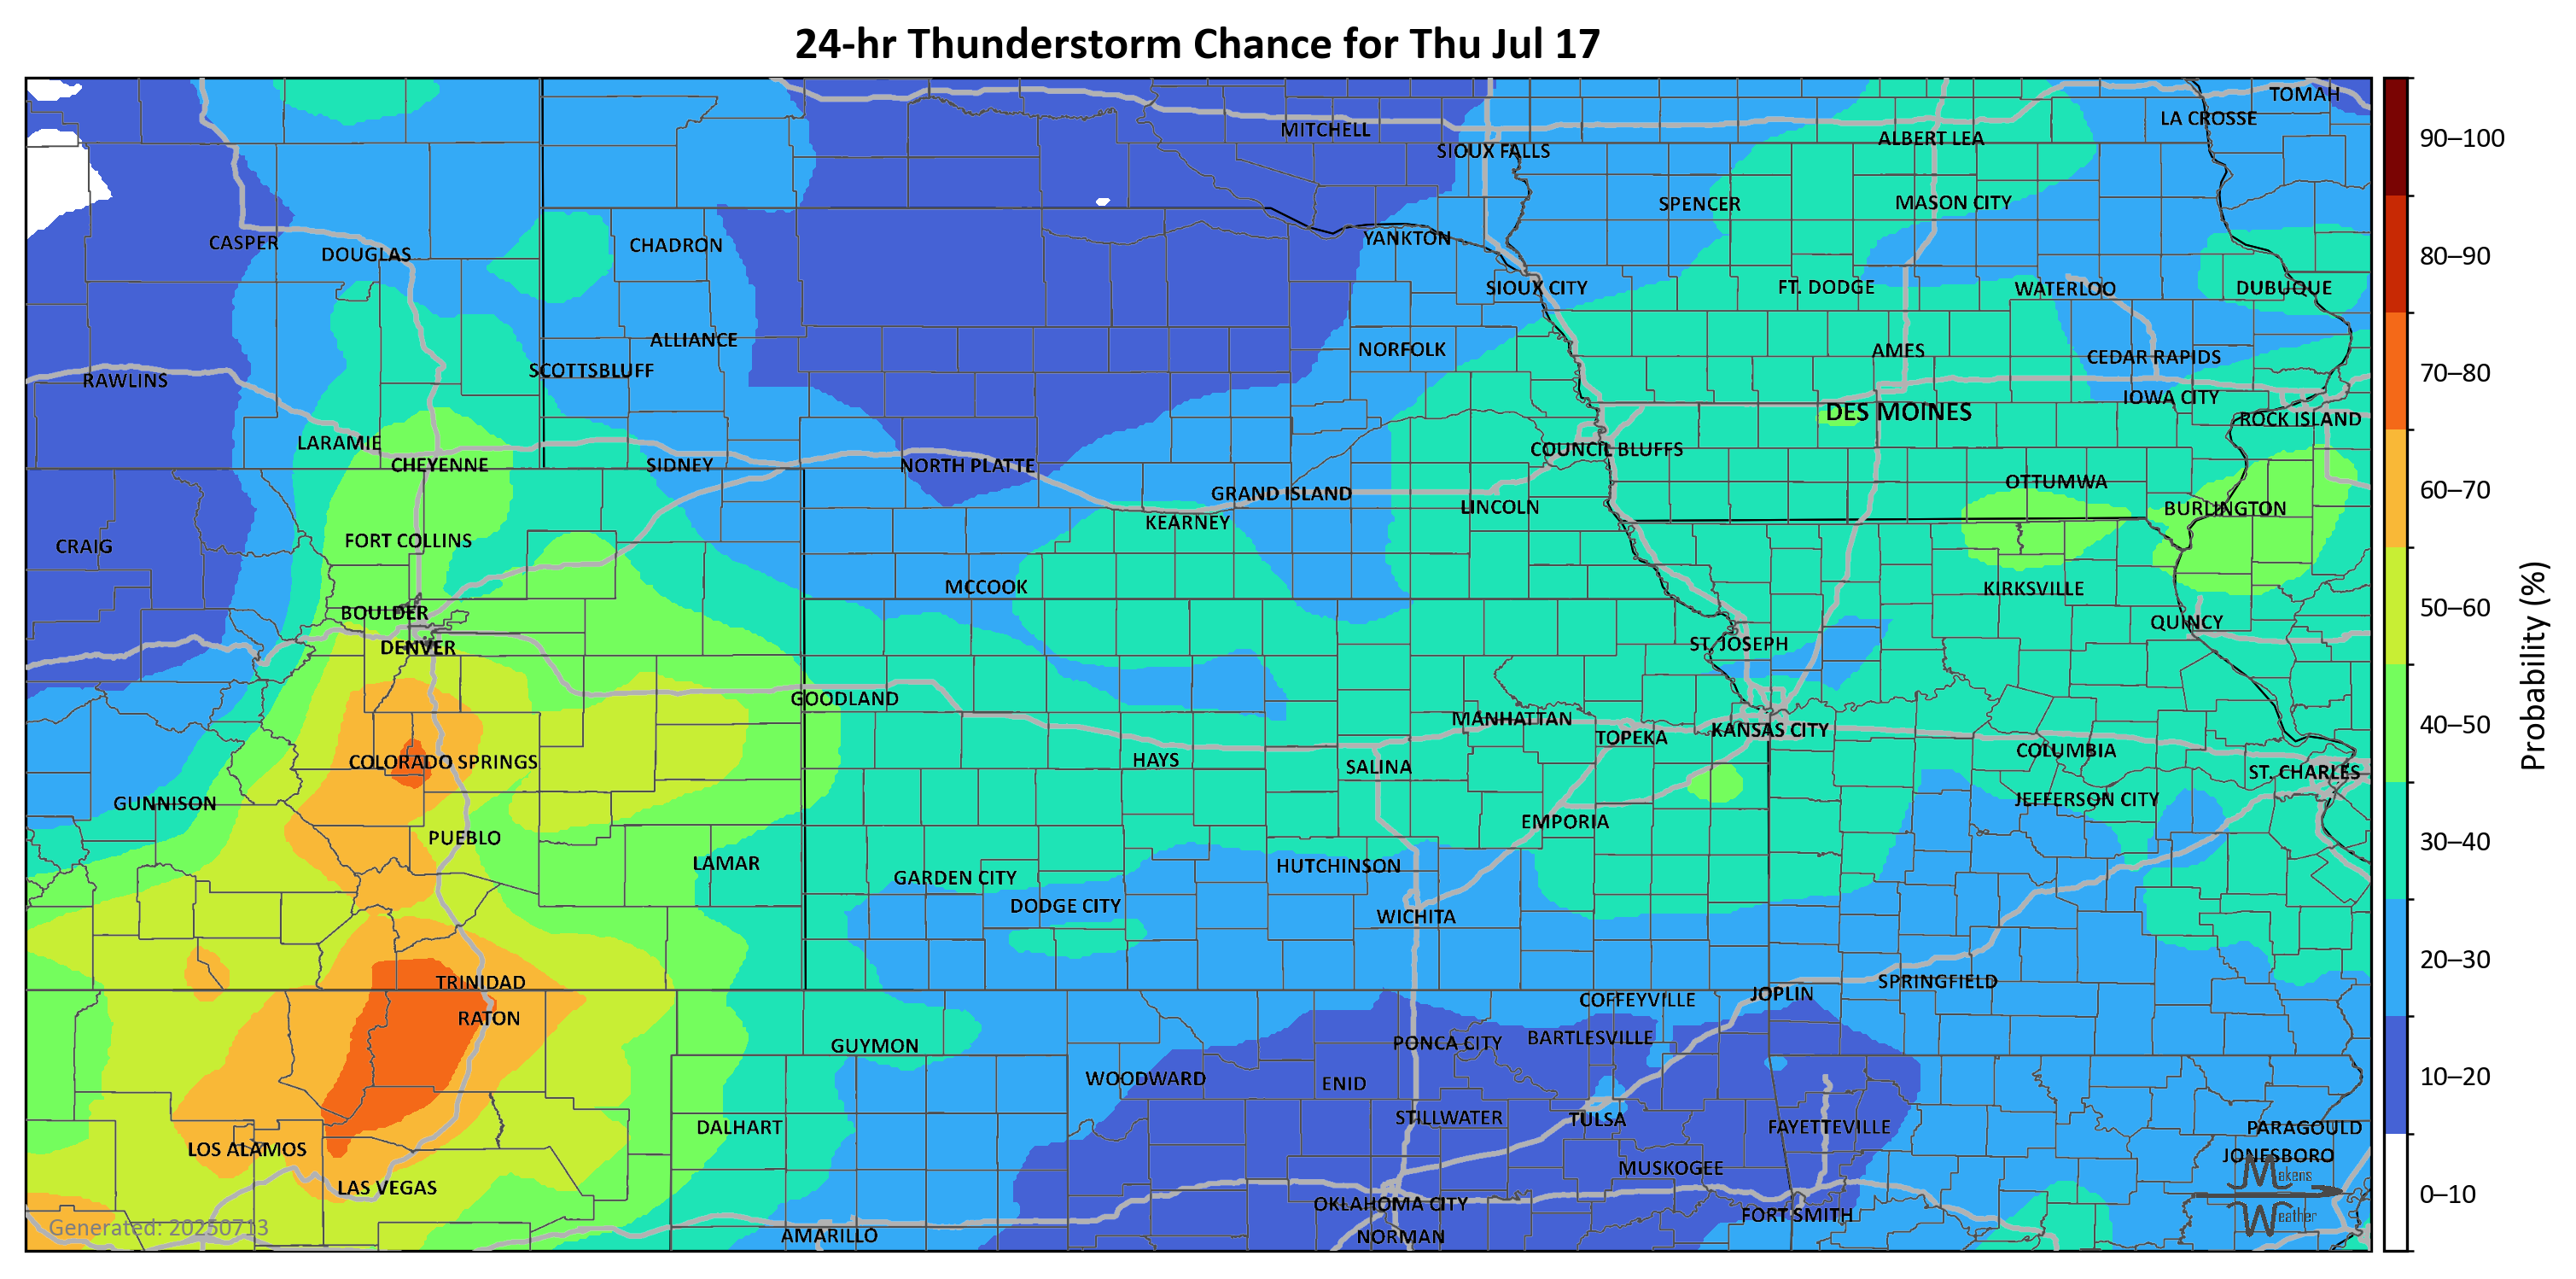 24-hr Thunderstorm Chance for Thu Jul 17
TOMAH
LA CROSSE
MITCHELL
ALBERT LEA
SIOUX FALLS
SPENCER
MASON CITY
CASPER
DOUGLAS
CHADRON
YANKTON
SIOUX CITY
FT. DODGE
WATERLOO
DUBUQUE
ALLIANCE
NORFOLK
AMES
CEDAR RAPIDS
RAWLINS
SCOTTSBLUFF
IOWA CITY
DES MOINES
ROCK ISLAND
LARAMIE
CHEYENNE
SIDNEY
NORTH PLATTE
COUNCIL BLUFFS
GRAND ISLAND
LINCOLN
OTTUMWA
BURLINGTON
KEARNEY
CRAIG
FORT COLLINS
MCCOOK
KIRKSVILLE
BOULDER
QUINCY
DENVER
ST. JOSEPH
GOODLAND
MANHATTAN
TOPEKA
KANSAS CITY
COLUMBIA
COLORADO SPRINGS
HAYS
SALINA
ST. CHARLES
GUNNISON
JEFFERSON CITY
PUEBLO
EMPORIA
LAMAR
GARDEN CITY
HUTCHINSON
DODGE CITY
WICHITA
TRINIDAD
SPRINGFIELD
RATON
COFFEYVILLE
JOPLIN
GUYMON
PONCA CITY
BARTLESVILLE
WOODWARD
ENID
STILLWATER
TULSA
DALHART
FAYETTEVILLE
PARAGOULD
LOS ALAMOS
JONESBORO
MUSKOGEE
LAS VEGAS
OKLAHOMA CITY
FORT SMITH
AMARILLO
NORMAN
Makens
Weather
Generated: 20250713
90–100
80–90
70–80
60–70
50–60
40–50
30–40
20–30
10–20
0–10
Probability (%)